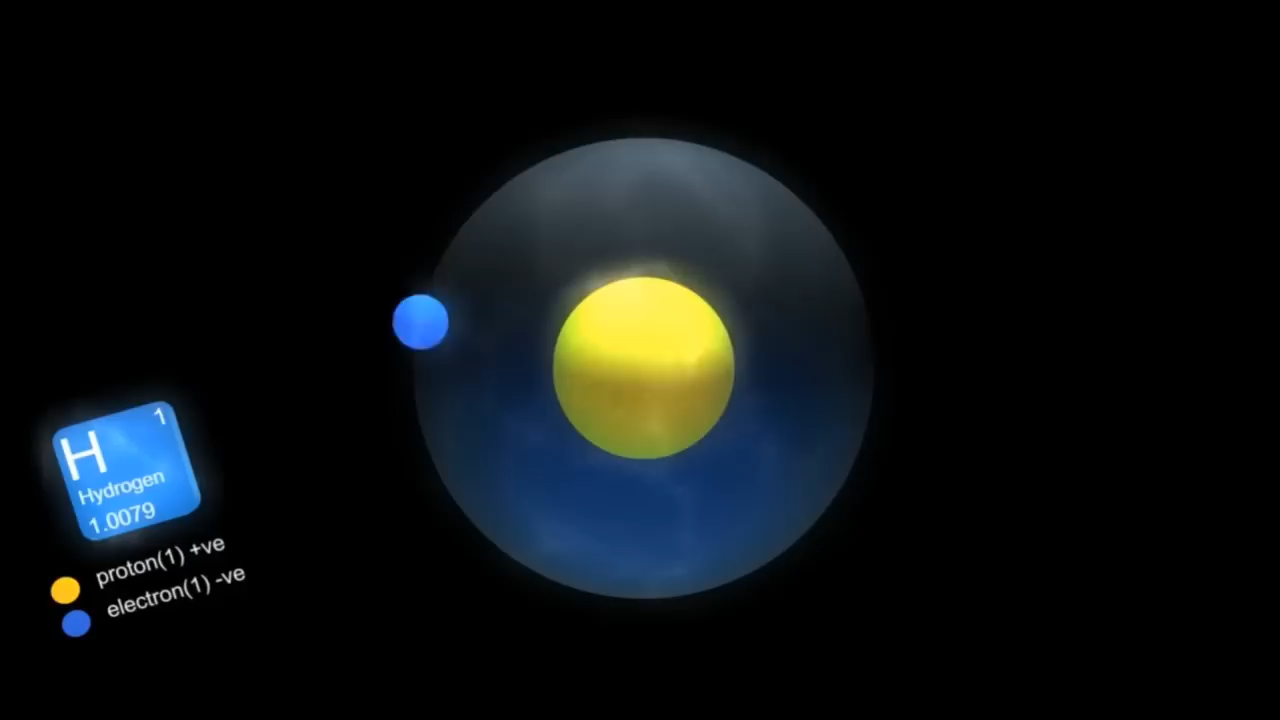 1
H
Hydrogen
1.0079
proton(1) +ve
electron(1) -ve